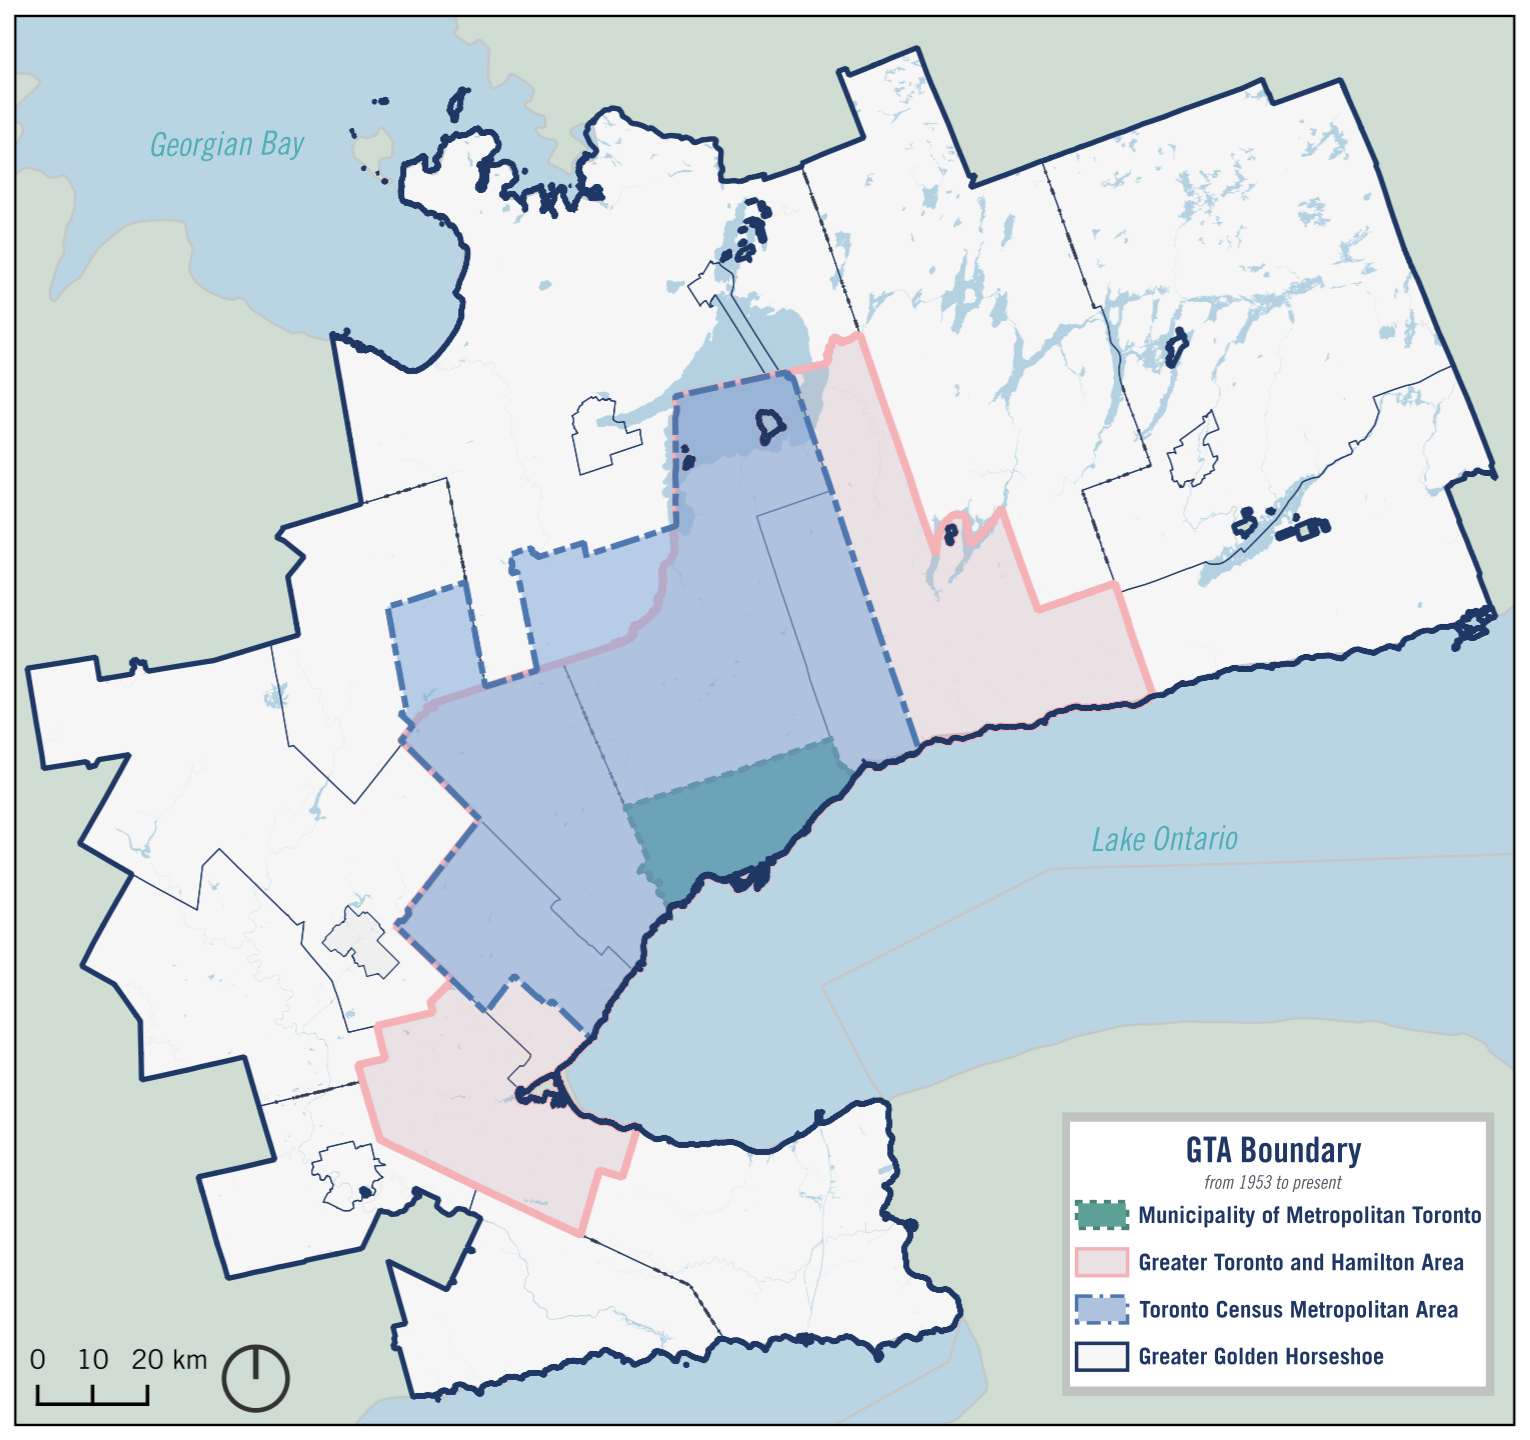 Georgian Bay
Lake Ontario
GTA Boundary
from 1953 to present
Municipality of Metropolitan Toronto
Greater Toronto and Hamilton Area
Toronto Census Metropolitan Area
Greater Golden Horseshoe
0 10 20 km